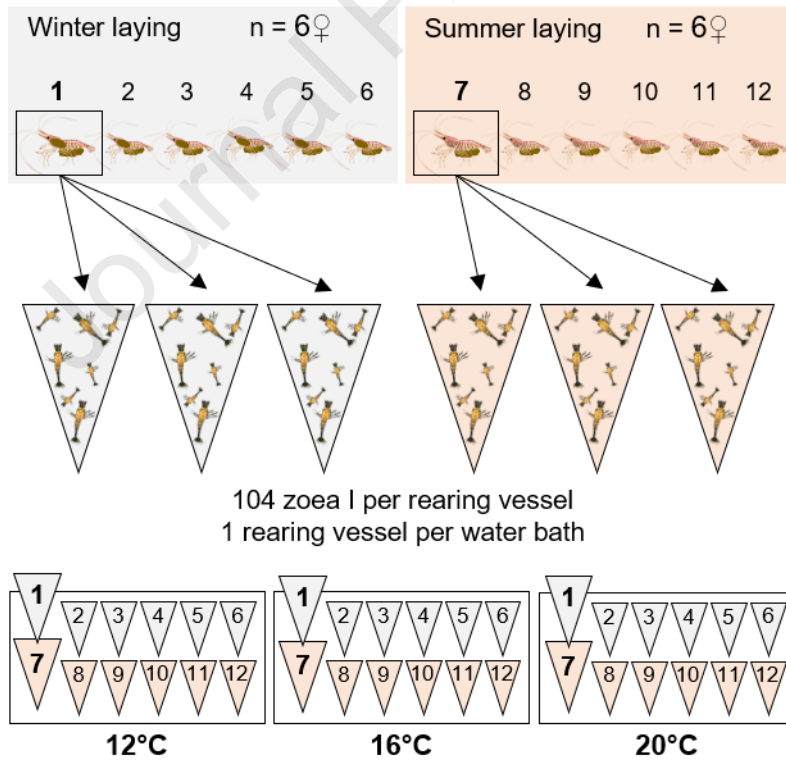 Winter laying n = 6♀ Summer laying n = 6♀
1 2 3 4 5 6 7 8 9 10 11 12
104 zoea I per rearing vessel
1 rearing vessel per water bath
1 1 1
2 3 4 5 6 2 3 4 5 6 2 3 4 5 6
7 7 7
8 9 10 11 12 8 9 10 11 12 8 9 10 11 12
12°C 16°C 20°C
Journal